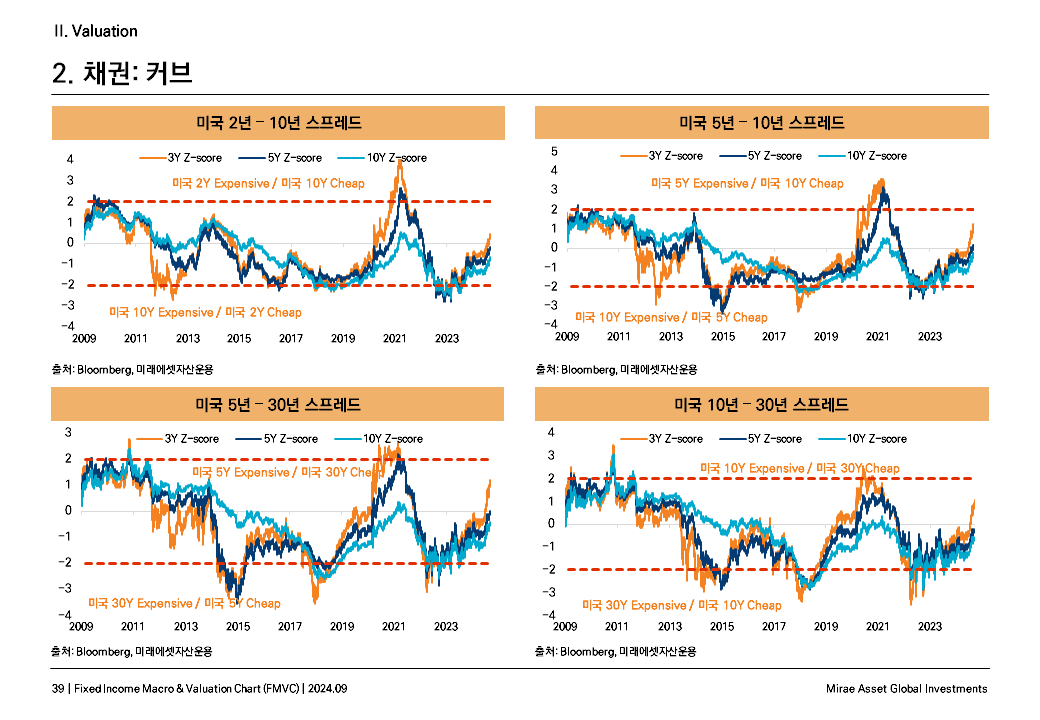 II. Valuation
2. 채권: 커브
미국 2년 – 10년 스프레드
3Y Z-score 5Y Z-score 10Y Z-score
미국 2Y Expensive / 미국 10Y Cheap
4
3
2
1
0
−1
−2
−3
−4
미국 10Y Expensive / 미국 2Y Cheap
2009 2011 2013 2015 2017 2019 2021 2023
출처: Bloomberg, 미래에셋자산운용
미국 5년 – 10년 스프레드
3Y Z-score 5Y Z-score 10Y Z-score
미국 5Y Expensive / 미국 10Y Cheap
5
4
3
2
1
0
−1
−2
−3
−4
미국 10Y Expensive / 미국 5Y Cheap
2009 2011 2013 2015 2017 2019 2021 2023
출처: Bloomberg, 미래에셋자산운용
미국 5년 – 30년 스프레드
3Y Z-score 5Y Z-score 10Y Z-score
미국 5Y Expensive / 미국 30Y Cheap
3
2
1
0
−1
−2
−3
−4
미국 30Y Expensive / 미국 5Y Cheap
2009 2011 2013 2015 2017 2019 2021 2023
출처: Bloomberg, 미래에셋자산운용
미국 10년 – 30년 스프레드
3Y Z-score 5Y Z-score 10Y Z-score
미국 10Y Expensive / 미국 30Y Cheap
4
3
2
1
0
−1
−2
−3
−4
미국 30Y Expensive / 미국 10Y Cheap
2009 2011 2013 2015 2017 2019 2021 2023
출처: Bloomberg, 미래에셋자산운용
39 | Fixed Income Macro & Valuation Chart (FMVC) | 2024.09
Mirae Asset Global Investments